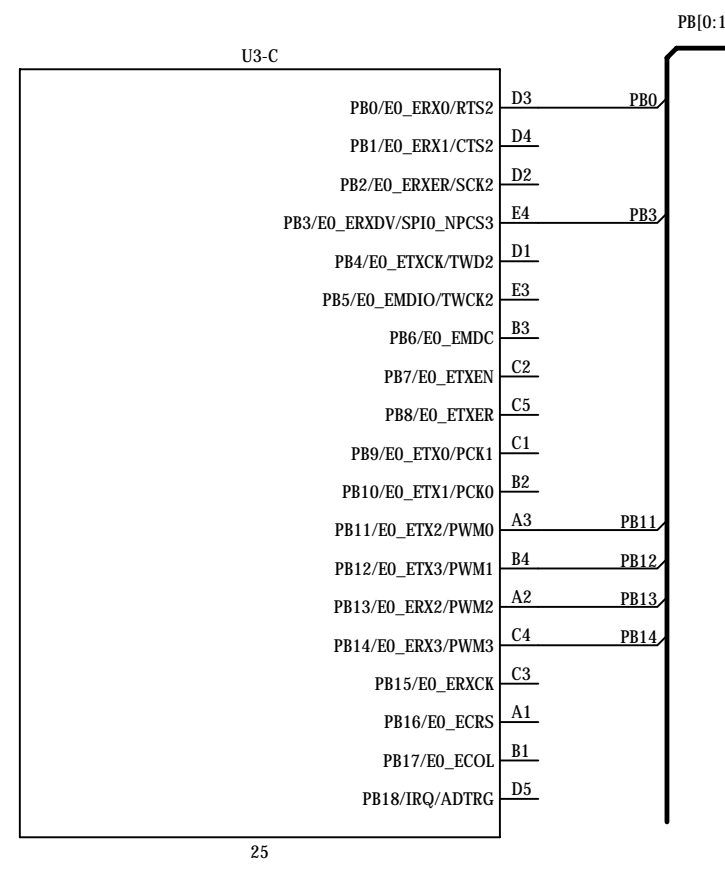 PB[0:1
U3-C
PB0/E0_ERX0/RTS2 D3 PB0
PB1/E0_ERX1/CTS2 D4
PB2/E0_ERXER/SCK2 D2
PB3/E0_ERXDV/SPI0_NPCS3 E4 PB3
PB4/E0_ETXCK/TWD2 D1
PB5/E0_EMDIO/TWCK2 E3
PB6/E0_EMDC B3
PB7/E0_ETXEN C2
PB8/E0_ETXER C5
PB9/E0_ETX0/PCK1 C1
PB10/E0_ETX1/PCK0 B2
PB11/E0_ETX2/PWM0 A3 PB11
PB12/E0_ETX3/PWM1 B4 PB12
PB13/E0_ERX2/PWM2 A2 PB13
PB14/E0_ERX3/PWM3 C4 PB14
PB15/E0_ERXCK C3
PB16/E0_ECRS A1
PB17/E0_ECOL B1
PB18/IRQ/ADTRG D5
25